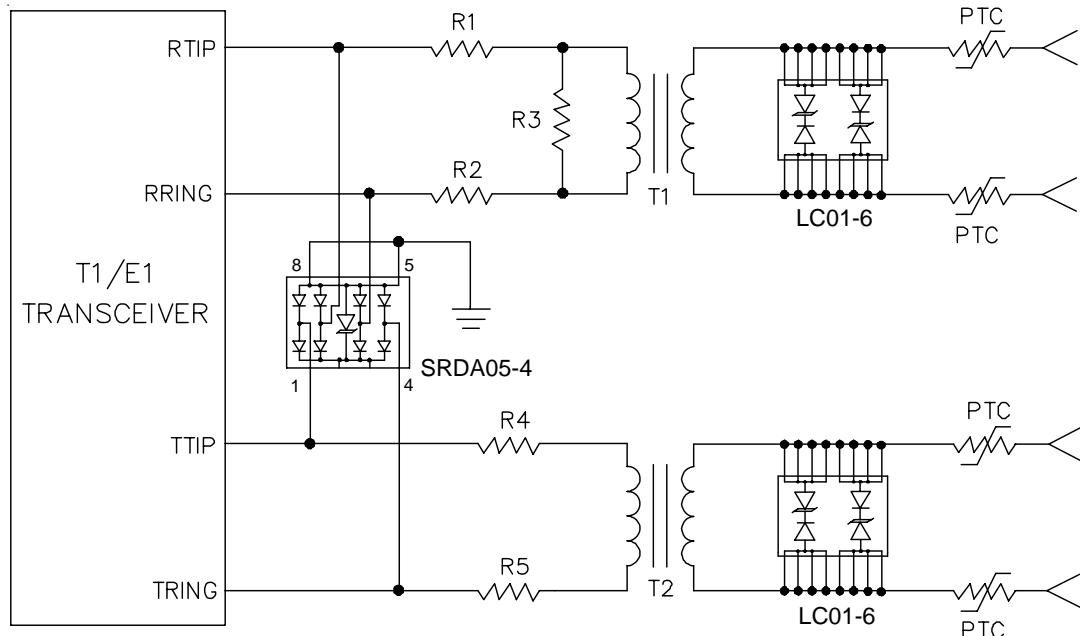 PTC
R1
RTIP
R3
R2
RRING
T1
LC01-6
PTC
8
5
T1/E1
TRANSCEIVER
SRDA05-4
1
4
R4
PTC
TTIP
R5
TRING
T2
LC01-6
PTC